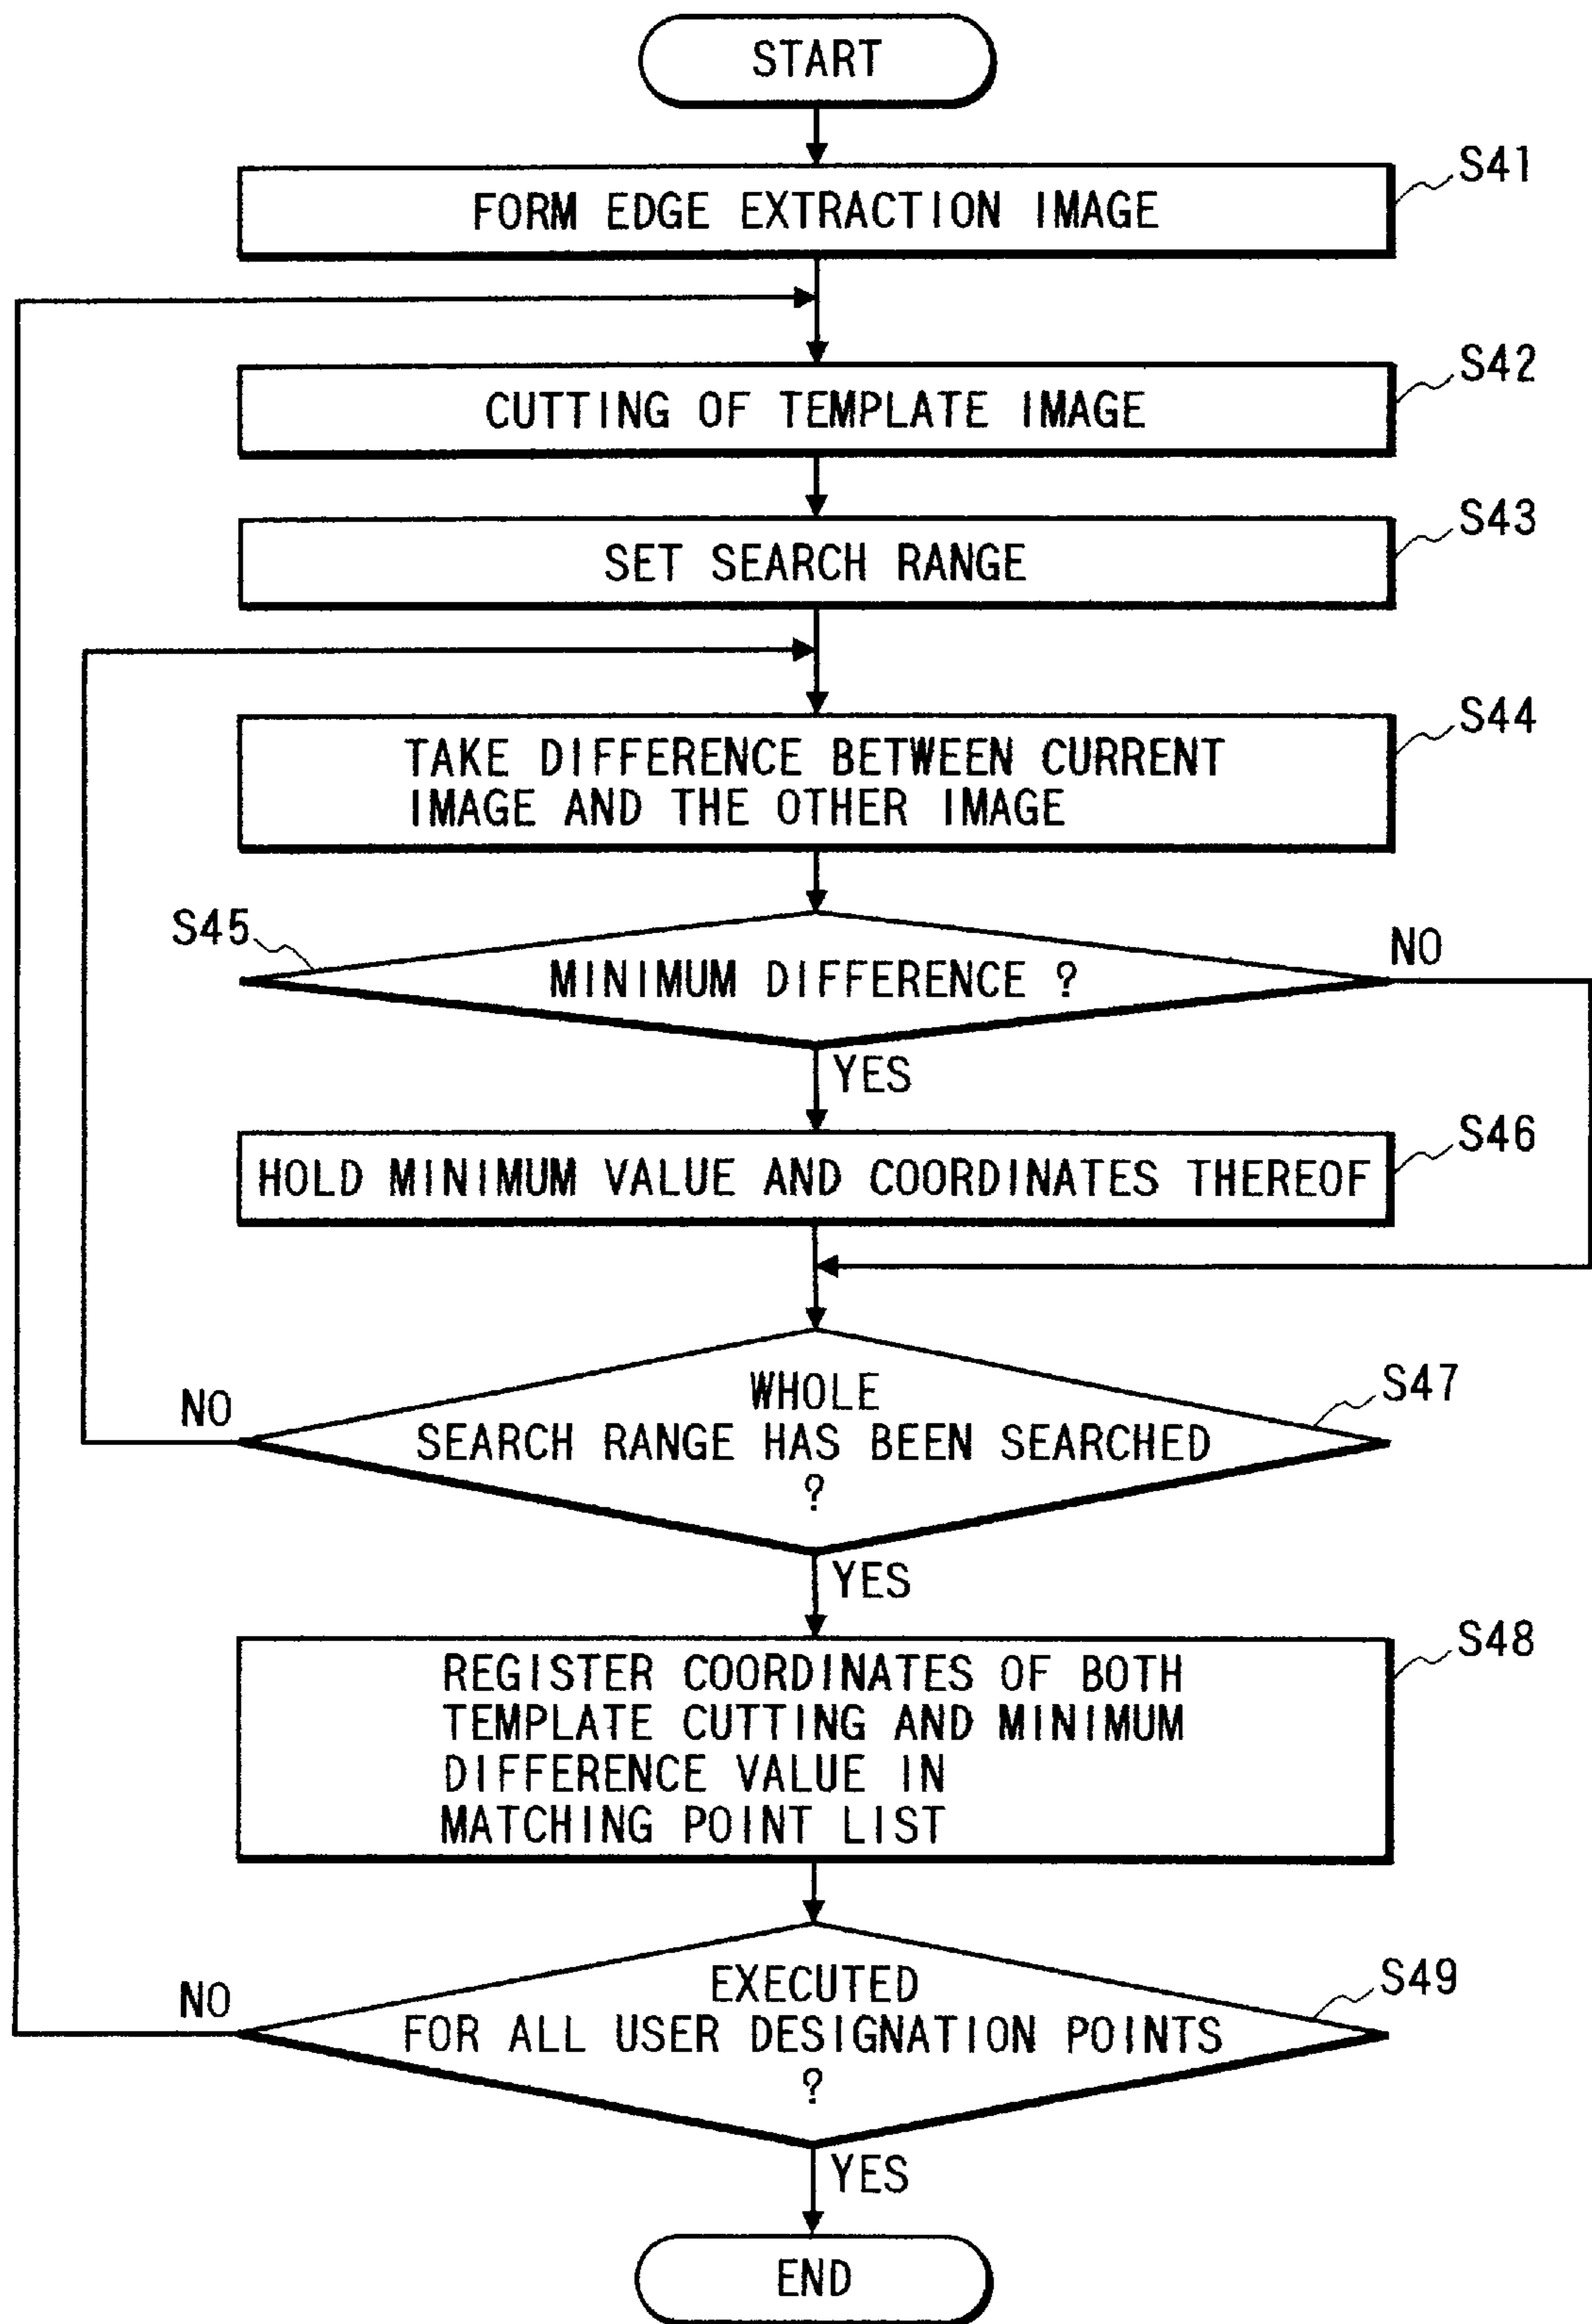 START
S41
FORM EDGE EXTRACTION IMAGE
S42
CUTTING OF TEMPLATE IMAGE
S43
SET SEARCH RANGE
S44
TAKE DIFFERENCE BETWEEN CURRENT
IMAGE AND THE OTHER IMAGE
S45
MINIMUM DIFFERENCE ?
NO
YES
S46
HOLD MINIMUM VALUE AND COORDINATES THEREOF
S47
WHOLE
SEARCH RANGE HAS BEEN SEARCHED
?
NO
YES
S48
REGISTER COORDINATES OF BOTH
TEMPLATE CUTTING AND MINIMUM
DIFFERENCE VALUE IN
MATCHING POINT LIST
S49
EXECUTED
FOR ALL USER DESIGNATION POINTS
?
NO
YES
END